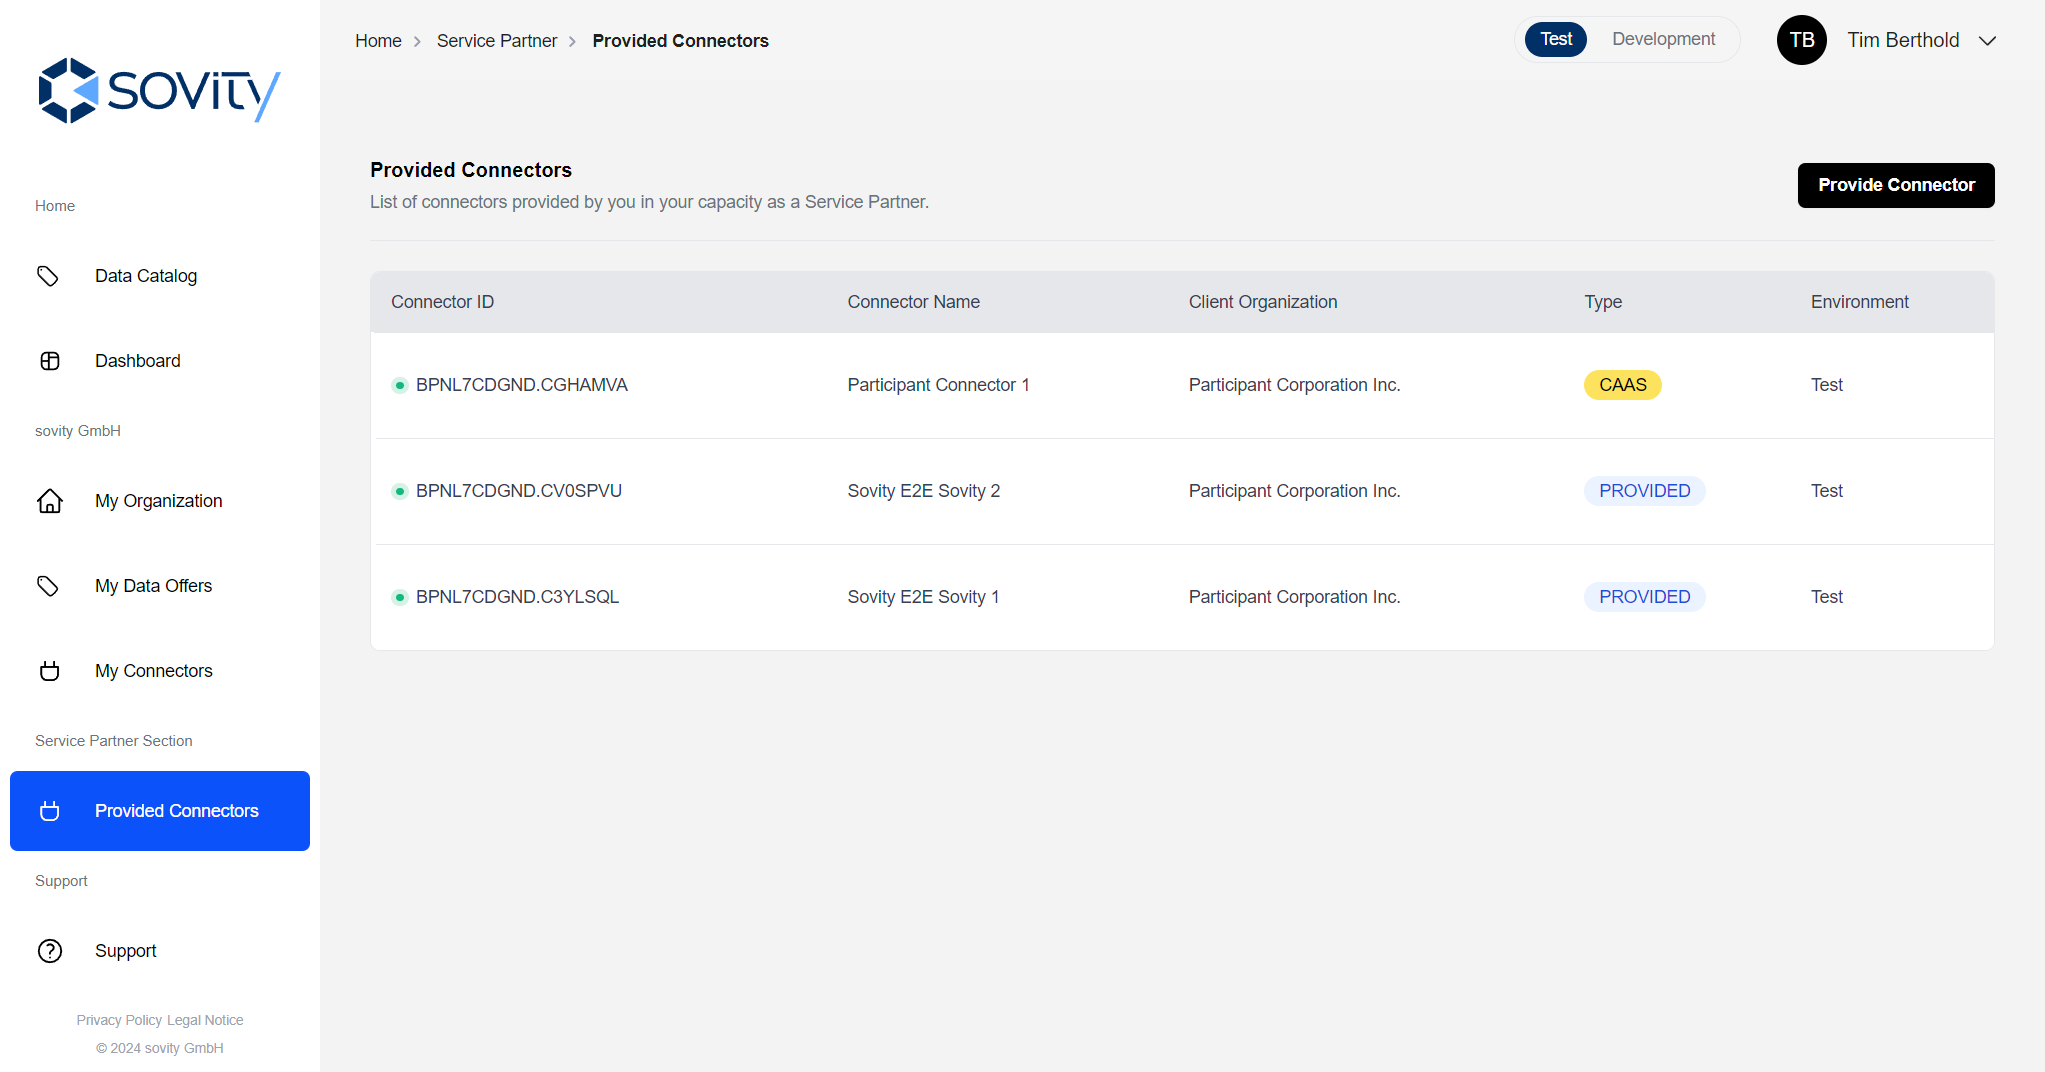 sovity
Home
Data Catalog
Dashboard
sovity GmbH
My Organization
My Data Offers
My Connectors
Service Partner Section
Provided Connectors
Support
Support
Privacy Policy Legal Notice
© 2024 sovity GmbH
Home > Service Partner > Provided Connectors
Test Development TB Tim Berthold
Provided Connectors
List of connectors provided by you in your capacity as a Service Partner.
Provide Connector
Connector ID Connector Name Client Organization Type Environment
BPNL7CDGND.CGHAMVA Participant Connector 1 Participant Corporation Inc. CAAS Test
BPNL7CDGND.CV0SPVU Sovity E2E Sovity 2 Participant Corporation Inc. PROVIDED Test
BPNL7CDGND.C3YLSQL Sovity E2E Sovity 1 Participant Corporation Inc. PROVIDED Test